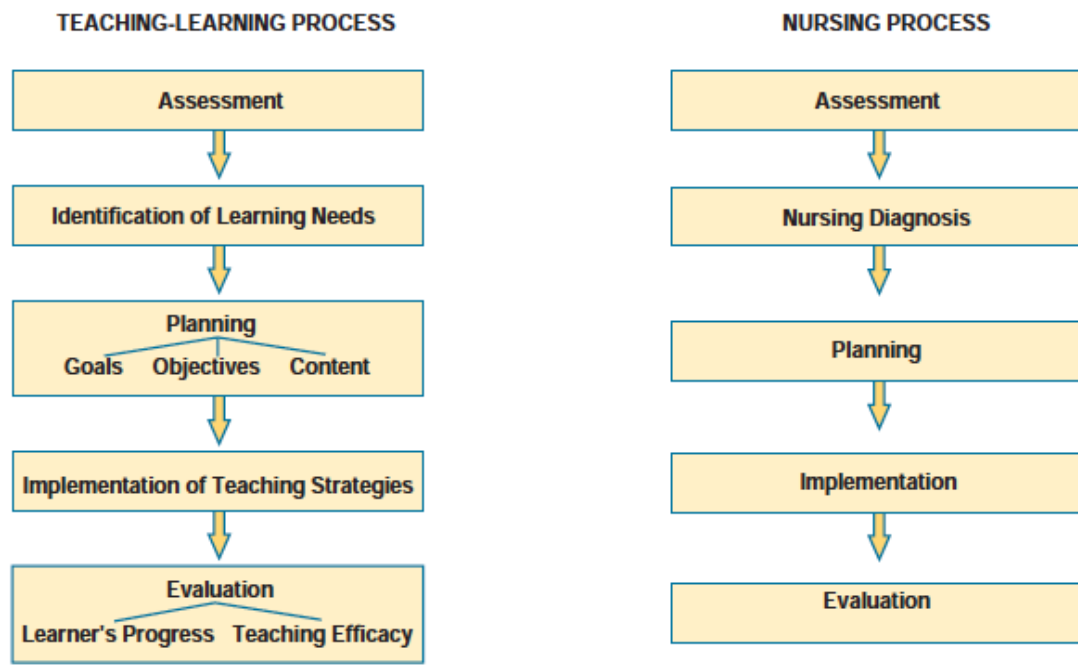 TEACHING-LEARNING PROCESS
Assessment
Identification of Learning Needs
Planning
Goals Objectives Content
Implementation of Teaching Strategies
Evaluation
Learner's Progress Teaching Efficacy
NURSING PROCESS
Assessment
Nursing Diagnosis
Planning
Implementation
Evaluation